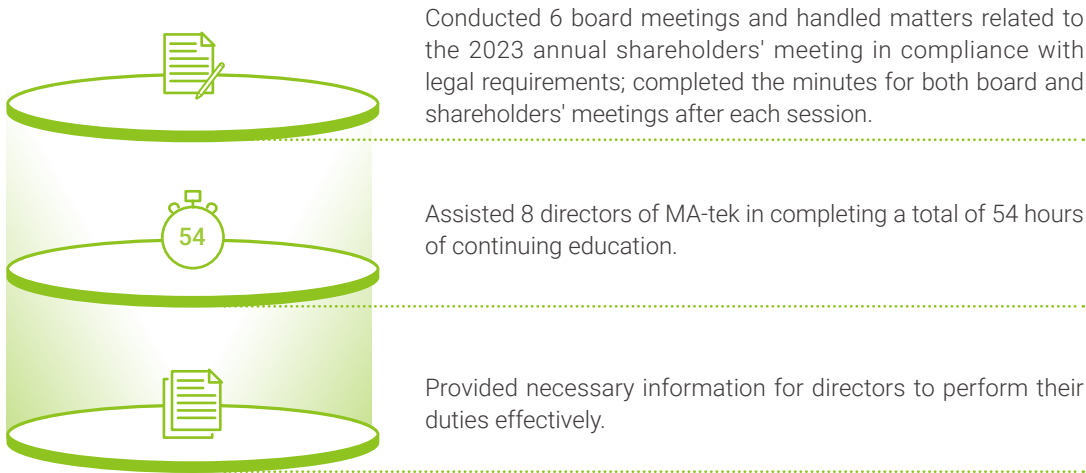 Conducted 6 board meetings and handled matters related to
the 2023 annual shareholders' meeting in compliance with
legal requirements; completed the minutes for both board and
shareholders' meetings after each session.
54
Assisted 8 directors of MA-tek in completing a total of 54 hours
of continuing education.
Provided necessary information for directors to perform their
duties effectively.